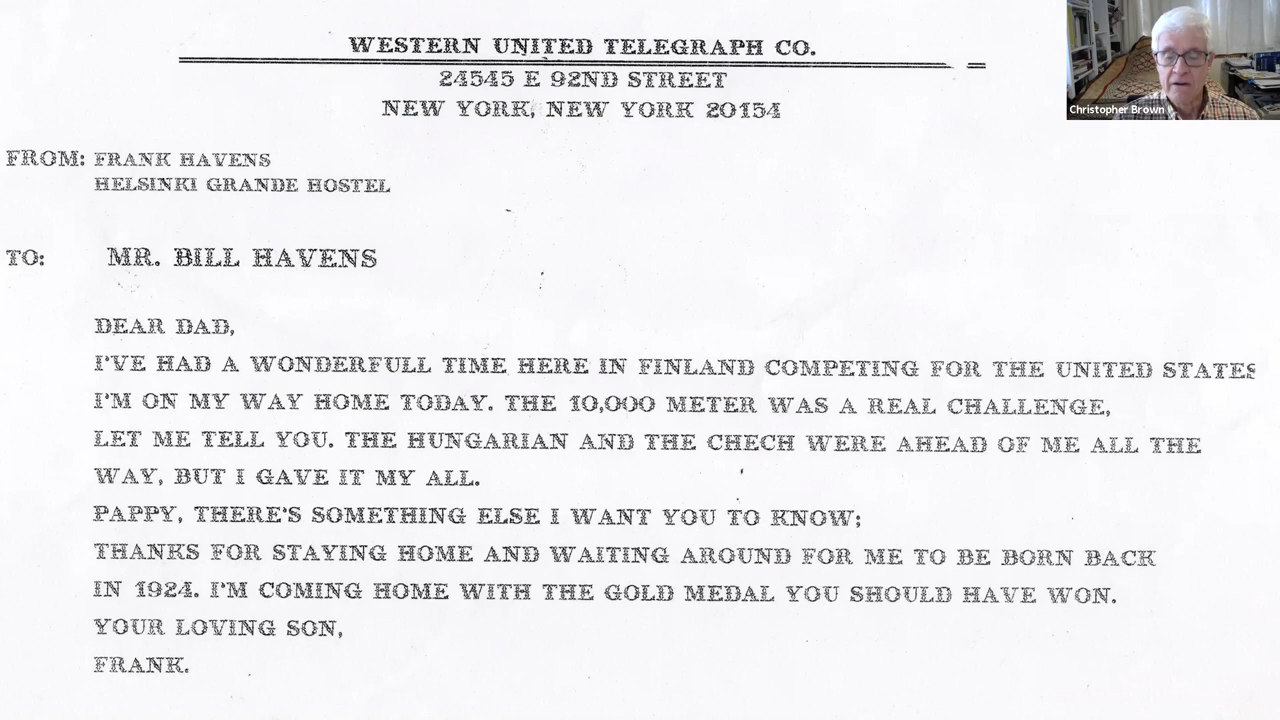 WESTERN UNITED TELEGRAPH CO.
24545 E 92ND STREET
NEW YORK, NEW YORK 20154
Christopher Brown
FROM: FRANK HAVENS
HELSINKI GRANDE HOSTEL
TO: MR. BILL HAVENS
DEAR DAD,
I'VE HAD A WONDERFULL TIME HERE IN FINLAND COMPETING FOR THE UNITED STATES
I'M ON MY WAY HOME TODAY. THE 10,000 METER WAS A REAL CHALLENGE,
LET ME TELL YOU. THE HUNGARIAN AND THE CHECH WERE AHEAD OF ME ALL THE
WAY, BUT I GAVE IT MY ALL.
PAPPY, THERE'S SOMETHING ELSE I WANT YOU TO KNOW;
THANKS FOR STAYING HOME AND WAITING AROUND FOR ME TO BE BORN BACK
IN 1924. I'M COMING HOME WITH THE GOLD MEDAL YOU SHOULD HAVE WON.
YOUR LOVING SON,
FRANK.